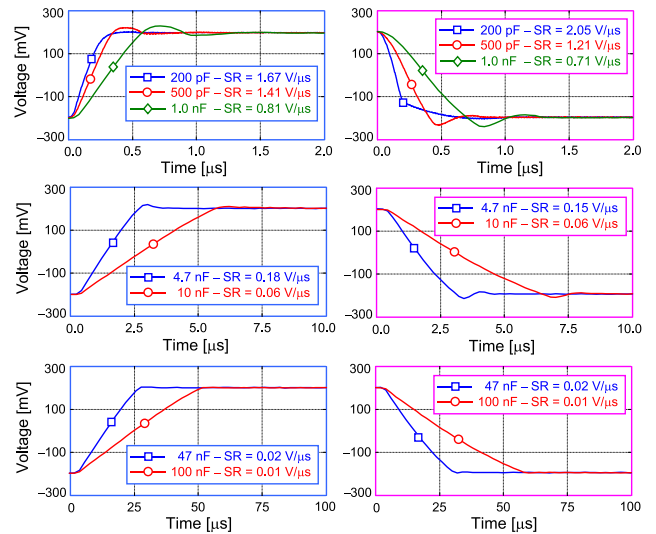 Voltage [mV]
300
100
−100
−300
200 pF – SR = 1.67 V/µs
500 pF – SR = 1.41 V/µs
1.0 nF – SR = 0.81 V/µs
0.0
0.5
1.0
1.5
2.0
Time [µs]
Voltage [mV]
300
100
−100
−300
200 pF – SR = 2.05 V/µs
500 pF – SR = 1.21 V/µs
1.0 nF – SR = 0.71 V/µs
0.0
0.5
1.0
1.5
2.0
Time [µs]
Voltage [mV]
300
100
−100
−300
4.7 nF – SR = 0.18 V/µs
10 nF – SR = 0.06 V/µs
0.0
2.5
5.0
7.5
10.0
Time [µs]
Voltage [mV]
300
100
−100
−300
4.7 nF – SR = 0.15 V/µs
10 nF – SR = 0.06 V/µs
0.0
2.5
5.0
7.5
10.0
Time [µs]
Voltage [mV]
300
100
−100
−300
47 nF – SR = 0.02 V/µs
100 nF – SR = 0.01 V/µs
0
25
50
75
100
Time [µs]
Voltage [mV]
300
100
−100
−300
47 nF – SR = 0.02 V/µs
100 nF – SR = 0.01 V/µs
0
25
50
75
100
Time [µs]